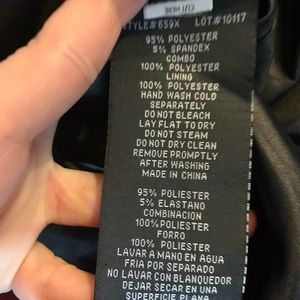 CUT HERE
STYLE#659X LOT#10117
95% POLYESTER
5% SPANDEX
COMBO
100% POLYESTER
LINING
100% POLYESTER
HAND WASH COLD
SEPARATELY
DO NOT BLEACH
LAY FLAT TO DRY
DO NOT STEAM
DO NOT DRY CLEAN
REMOVE PROMPTLY
AFTER WASHING
MADE IN CHINA
95% POLIESTER
5% ELASTANO
COMBINACION
100%POLIESTER
FORRO
100% POLIESTER
LAVAR A MANO EN AGUA
FRIA POR SEPARADO
NO LAVAR CON BLANQUEDOR
DEJAR SECAR EN UNA
SUPERFICIE PLANA